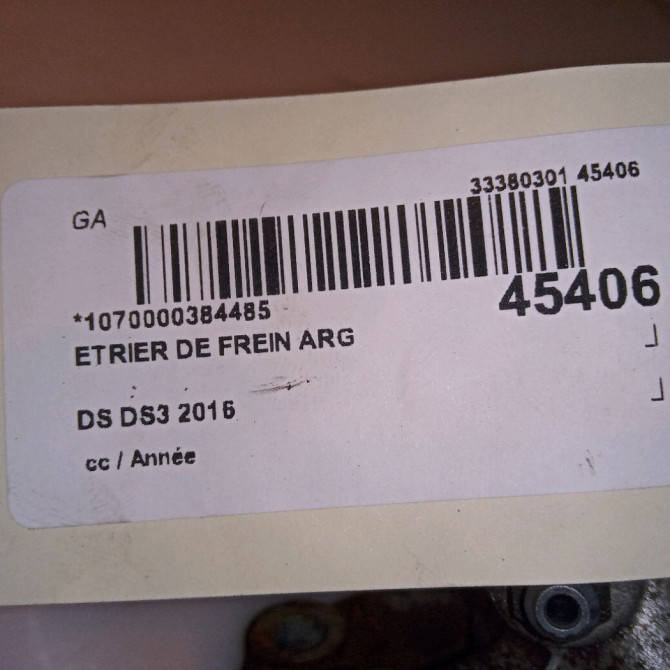 33380301 45406
GA
*1070000384485
45406
ETRIER DE FREIN ARG
DS DS3 2016
cc / Année